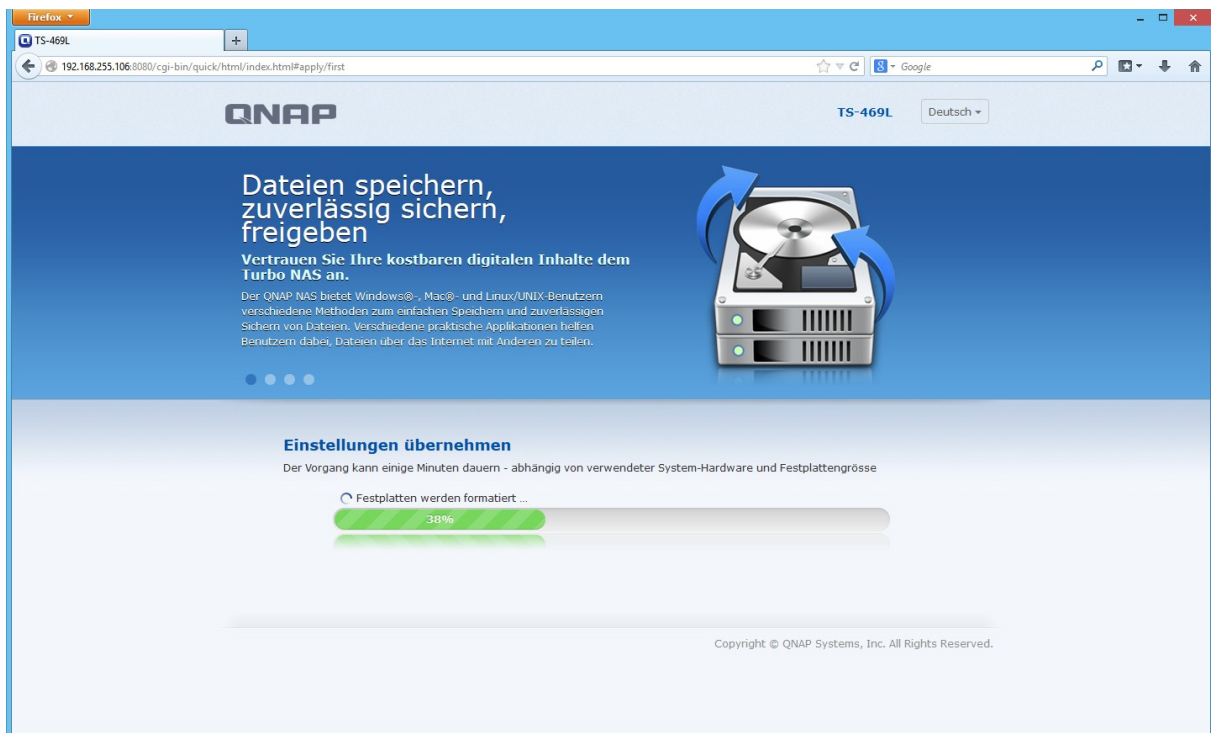 Firefox
TS-469L
192.168.255.106:8080/cgi-bin/quick/html/index.html#apply/first
Google
QNAP
TS-469L
Deutsch
Dateien speichern,
zuverlässig sichern,
freigeben
Vertrauen Sie Ihre kostbaren digitalen Inhalte dem
Turbo NAS an.
Der QNAP NAS bietet Windows®-, Mac®- und Linux/UNIX-Benutzern
verschiedene Methoden zum einfachen Speichern und zuverlässigen
Sichern von Dateien. Verschiedene praktische Applikationen helfen
Benutzern dabei, Dateien über das Internet mit Anderen zu teilen.
Einstellungen übernehmen
Der Vorgang kann einige Minuten dauern - abhängig von verwendeter System-Hardware und Festplattengrösse
Festplatten werden formatiert ...
38%
Copyright © QNAP Systems, Inc. All Rights Reserved.